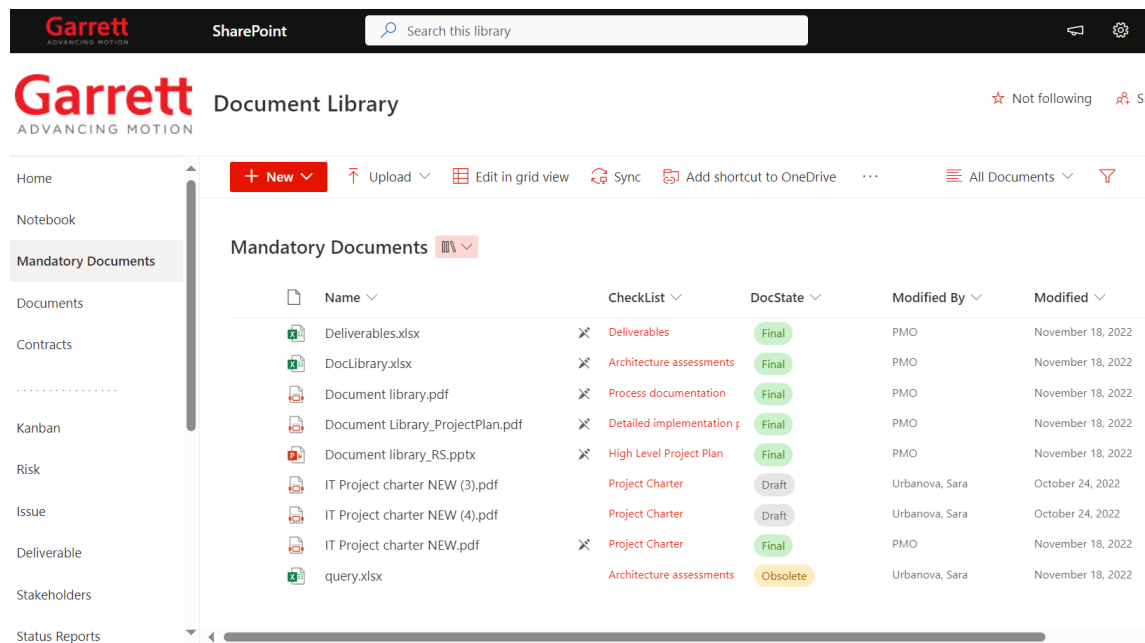 Garrett
ADVANCING MOTION
SharePoint
Search this library
Garrett
ADVANCING MOTION
Document Library
Not following
S
Home
Notebook
Mandatory Documents
Documents
Contracts
................
Kanban
Risk
Issue
Deliverable
Stakeholders
Status Reports
+ New
Upload
Edit in grid view
Sync
Add shortcut to OneDrive
...
All Documents
Mandatory Documents
Name CheckList DocState Modified By Modified
Deliverables.xlsx Deliverables Final PMO November 18, 2022
DocLibrary.xlsx Architecture assessments Final PMO November 18, 2022
Document library.pdf Process documentation Final PMO November 18, 2022
Document Library_ProjectPlan.pdf Detailed implementation p Final PMO November 18, 2022
Document library_RS.pptx High Level Project Plan Final PMO November 18, 2022
IT Project charter NEW (3).pdf Project Charter Draft Urbanova, Sara October 24, 2022
IT Project charter NEW (4).pdf Project Charter Draft Urbanova, Sara October 24, 2022
IT Project charter NEW.pdf Project Charter Final PMO November 18, 2022
query.xlsx Architecture assessments Obsolete Urbanova, Sara November 18, 2022